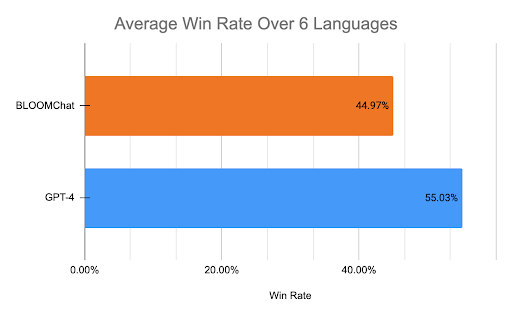 Average Win Rate Over 6 Languages
BLOOMChat
44.97%
GPT-4
55.03%
0.00%
20.00%
40.00%
Win Rate